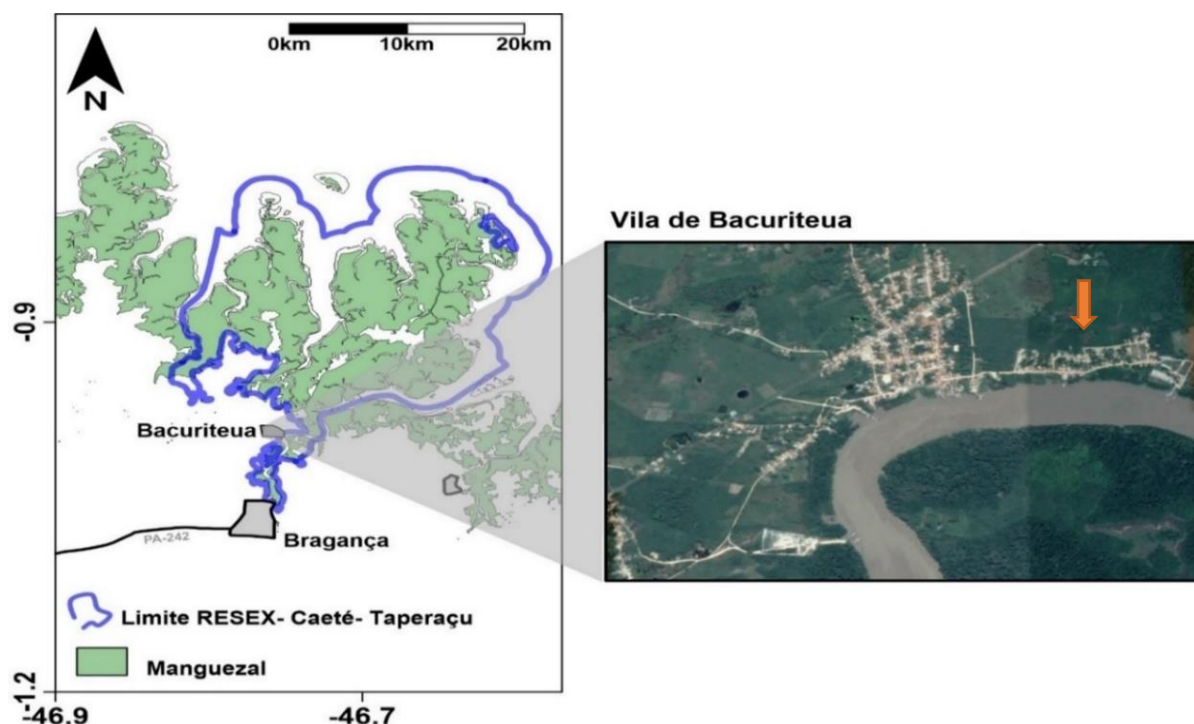 0km 10km 20km
N
Vila de Bacuriteua
-0.9
Bacuriteua
PA-242
Bragança
Limite RESEX- Caeté- Taperaçu
Manguezal
-1.2
-46.9 -46.7